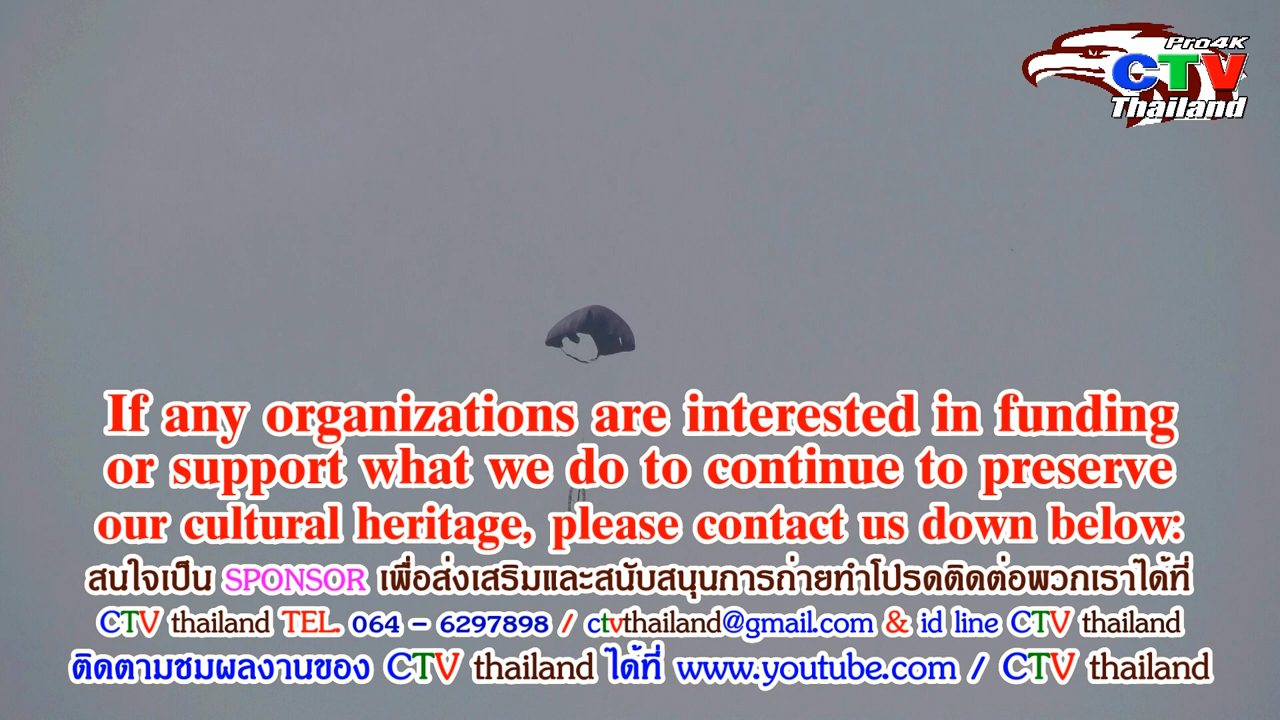 Pro4K
CTV
Thailand
If any organizations are interested in funding
or support what we do to continue to preserve
our cultural heritage, please contact us down below:
สนใจเป็น SPONSOR เพื่อส่งเสริมและสนับสนุนการถ่ายทำโปรดติดต่อพวกเราได้ที่
CTV thailand TEL. 064 - 6297898 / ctvthailand@gmail.com & id line CTV thailand
ติดตามชมผลงานของ CTV thailand ได้ที่ www.youtube.com / CTV thailand